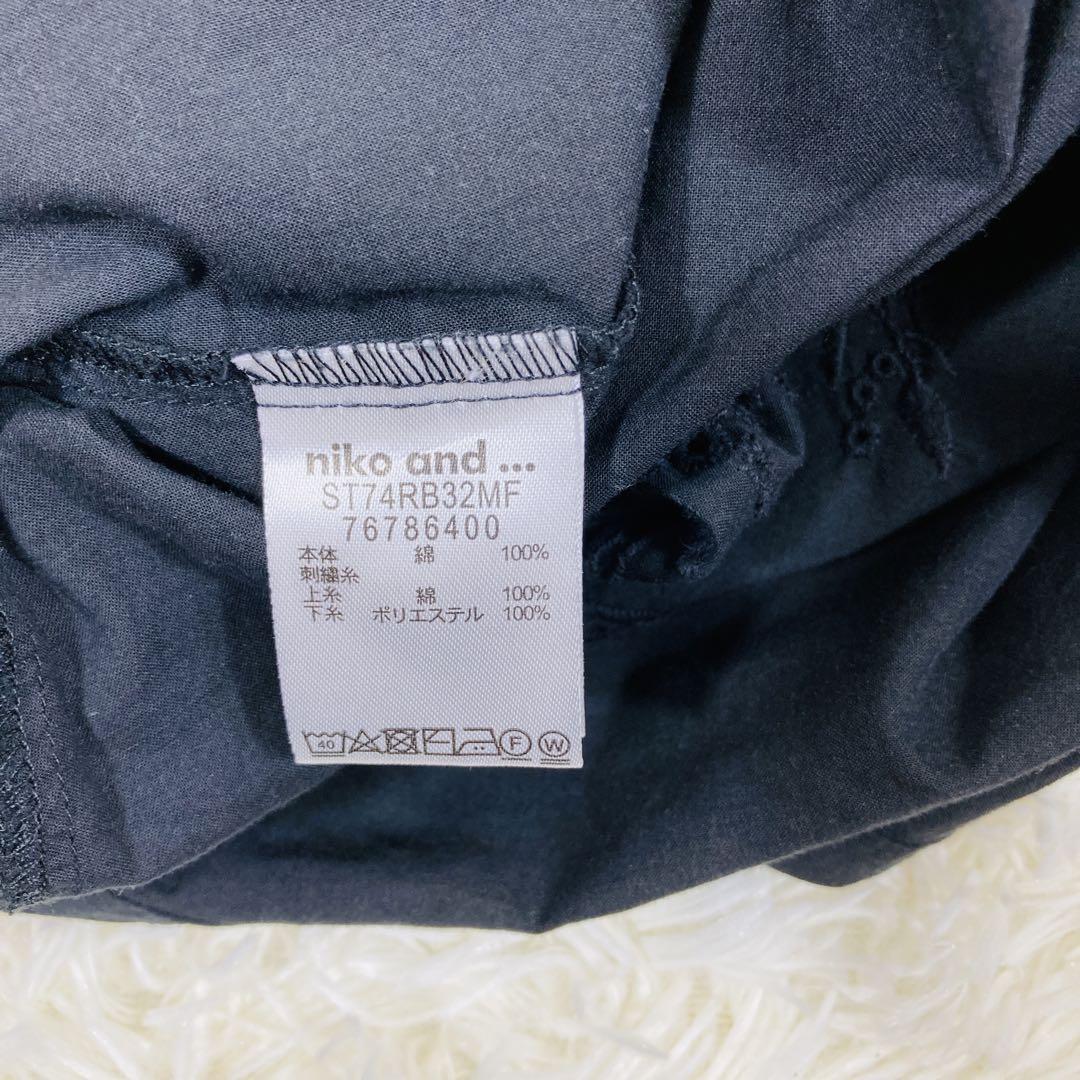 niko and ...
ST74RB32MF
76786400
本体 綿 100%
刺繍糸
上糸 綿 100%
下糸 ポリエステル 100%
40 F W